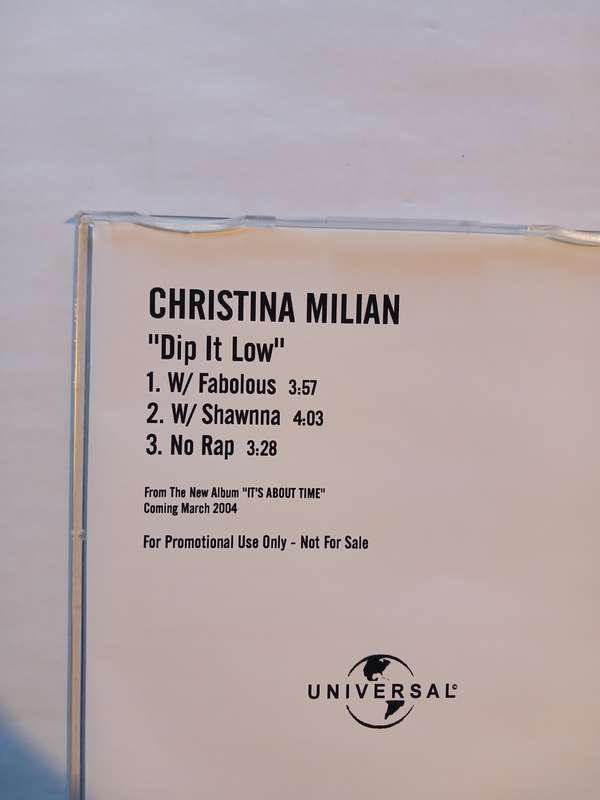 CHRISTINA MILIAN
"Dip It Low"
1. W/ Fabolous 3:57
2. W/ Shawnna 4:03
3. No Rap 3:28
From The New Album "IT'S ABOUT TIME"
Coming March 2004
For Promotional Use Only - Not For Sale
UNIVERSAL